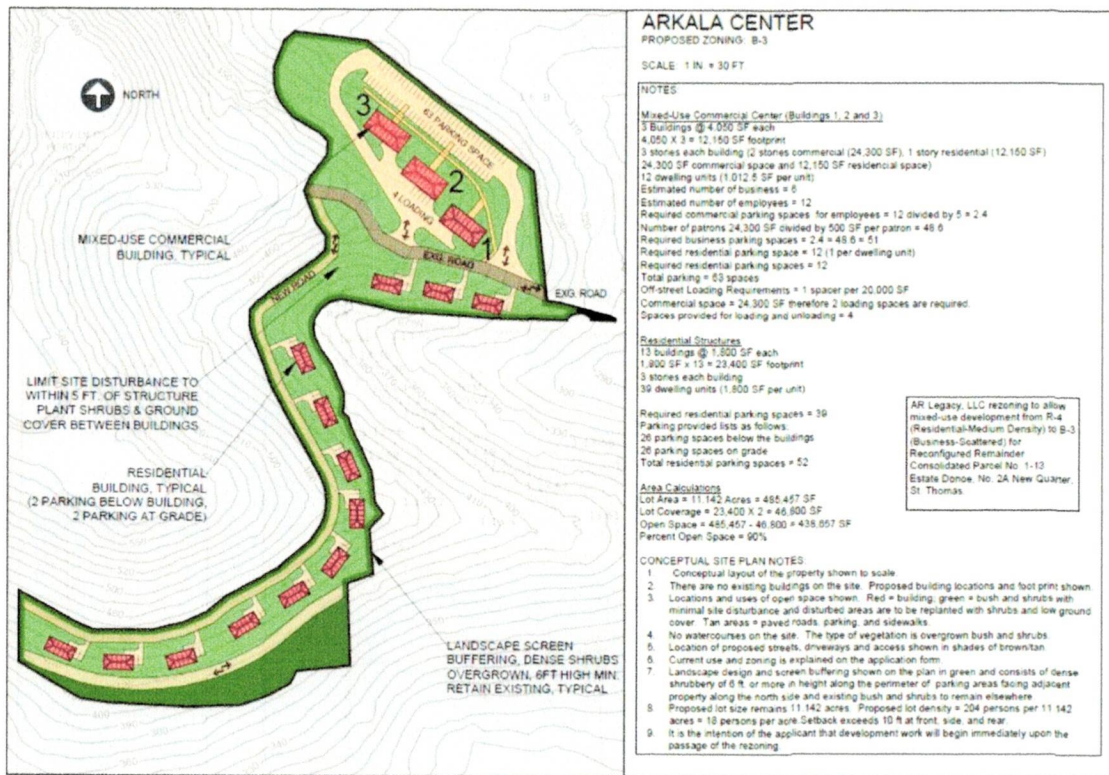 NORTH
3
63 PARKING SPACE
2
4 LOADING
1
MIXED-USE COMMERCIAL
BUILDING, TYPICAL
EXG. ROAD
NEW ROAD
EXG. ROAD
LIMIT SITE DISTURBANCE TO
WITHIN 5 FT. OF STRUCTURE
PLANT SHRUBS & GROUND
COVER BETWEEN BUILDINGS
RESIDENTIAL
BUILDING, TYPICAL
(2 PARKING BELOW BUILDING,
2 PARKING AT GRADE)
LANDSCAPE SCREEN
BUFFERING, DENSE SHRUBS
OVERGROWN, 6FT HIGH MIN.
RETAIN EXISTING, TYPICAL
ARKALA CENTER
PROPOSED ZONING: B-3
SCALE: 1 IN = 30 FT
NOTES:
Mixed-Use Commercial Center (Buildings 1, 2 and 3)
3 Buildings @ 4,050 SF each
4,050 X 3 = 12,150 SF footprint
3 stories each building (2 stories commercial (24,300 SF), 1 story residential (12,150 SF)
24,300 SF commercial space and 12,150 SF residencial space)
12 dwelling units (1,012.5 SF per unit)
Estimated number of business = 6
Estimated number of employees = 12
Required commercial parking spaces for employees = 12 divided by 5 = 2.4
Number of patrons 24,300 SF divided by 500 SF per patron = 48.6
Required business parking spaces = 2.4 = 48.6 = 51
Required residential parking space = 12 (1 per dwelling unit)
Required residential parking spaces = 12
Total parking = 63 spaces
Off-street Loading Requirements = 1 spacer per 20,000 SF
Commercial space = 24,300 SF therefore 2 loading spaces are required.
Spaces provided for loading and unloading = 4
Residential Structures
13 buildings @ 1,800 SF each
1,800 SF x 13 = 23,400 SF footprint
3 stories each building
39 dwelling units (1,800 SF per unit)
Required residential parking spaces = 39
Parking provided lists as follows:
26 parking spaces below the buildings
26 parking spaces on grade
Total residential parking spaces = 52
AR Legacy, LLC rezoning to allow
mixed-use development from R-4
(Residential-Medium Density) to B-3
(Business-Scattered) for
Reconfigured Remainder
Consolidated Parcel No. 1-13
Estate Donoe, No. 2A New Quarter,
St. Thomas.
Area Calculations
Lot Area = 11.142 Acres = 485,457 SF
Lot Coverage = 23,400 X 2 = 46,800 SF
Open Space = 485,457 - 46,800 = 438,657 SF
Percent Open Space = 90%
CONCEPTUAL SITE PLAN NOTES:
1 Conceptual layout of the property shown to scale.
2. There are no existing buildings on the site. Proposed building locations and foot print shown
3. Locations and uses of open space shown. Red = building; green = bush and shrubs with
minimal site disturbance and disturbed areas are to be replanted with shrubs and low ground
cover. Tan areas = paved roads, parking, and sidewalks.
4. No watercourses on the site. The type of vegetation is overgrown bush and shrubs.
5. Location of proposed streets, driveways and access shown in shades of brown/tan.
6. Current use and zoning is explained on the application form
7. Landscape design and screen buffering shown on the plan in green and consists of dense
shrubbery of 6 ft. or more in height along the perimeter of parking areas facing adjacent
property along the north side and existing bush and shrubs to remain elsewhere
8. Proposed lot size remains 11.142 acres. Proposed lot density = 204 persons per 11.142
acres = 18 persons per acre. Setback exceeds 10 ft at front, side, and rear.
9. It is the intention of the applicant that development work will begin immediately upon the
passage of the rezoning.